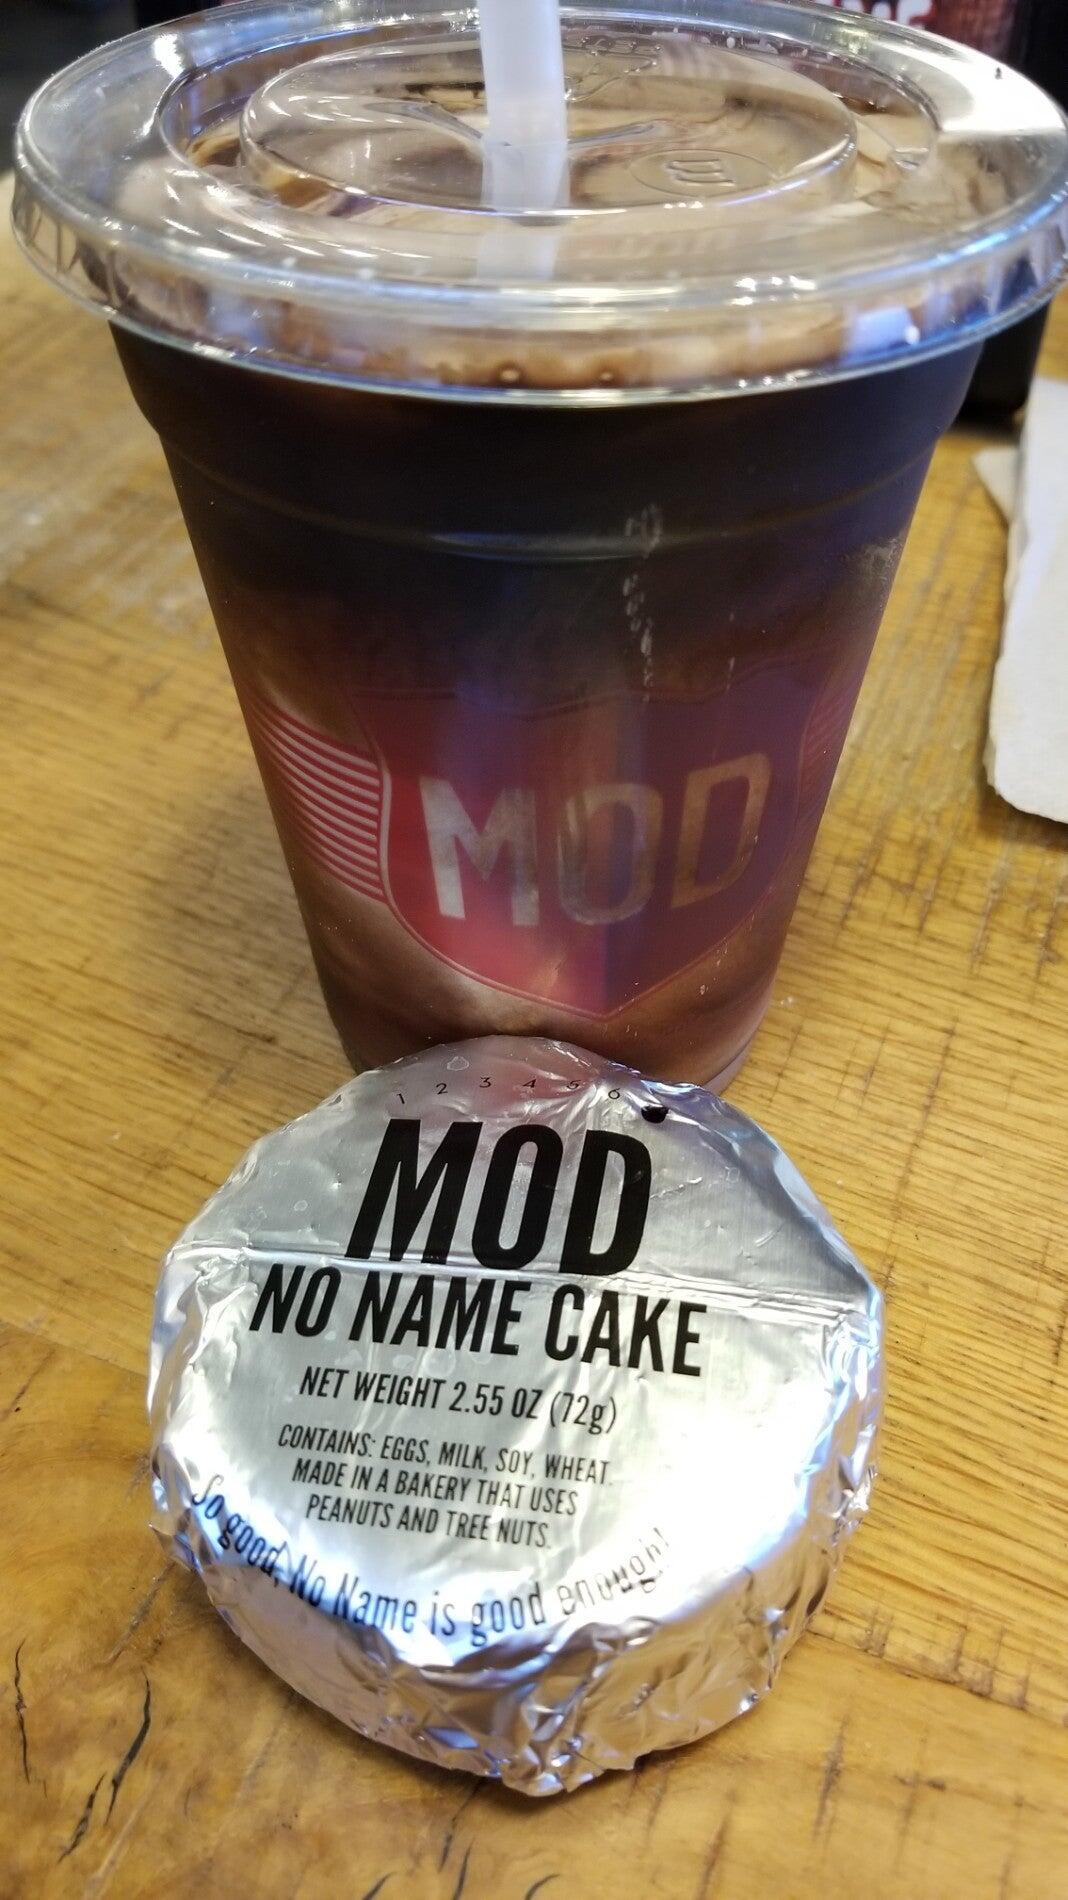 MOD
1 2 3 4 5 6
MOD
NO NAME CAKE
NET WEIGHT 2.55 OZ (72g)
CONTAINS: EGGS, MILK, SOY, WHEAT.
MADE IN A BAKERY THAT USES
PEANUTS AND TREE NUTS.
So good, No Name is good enough!